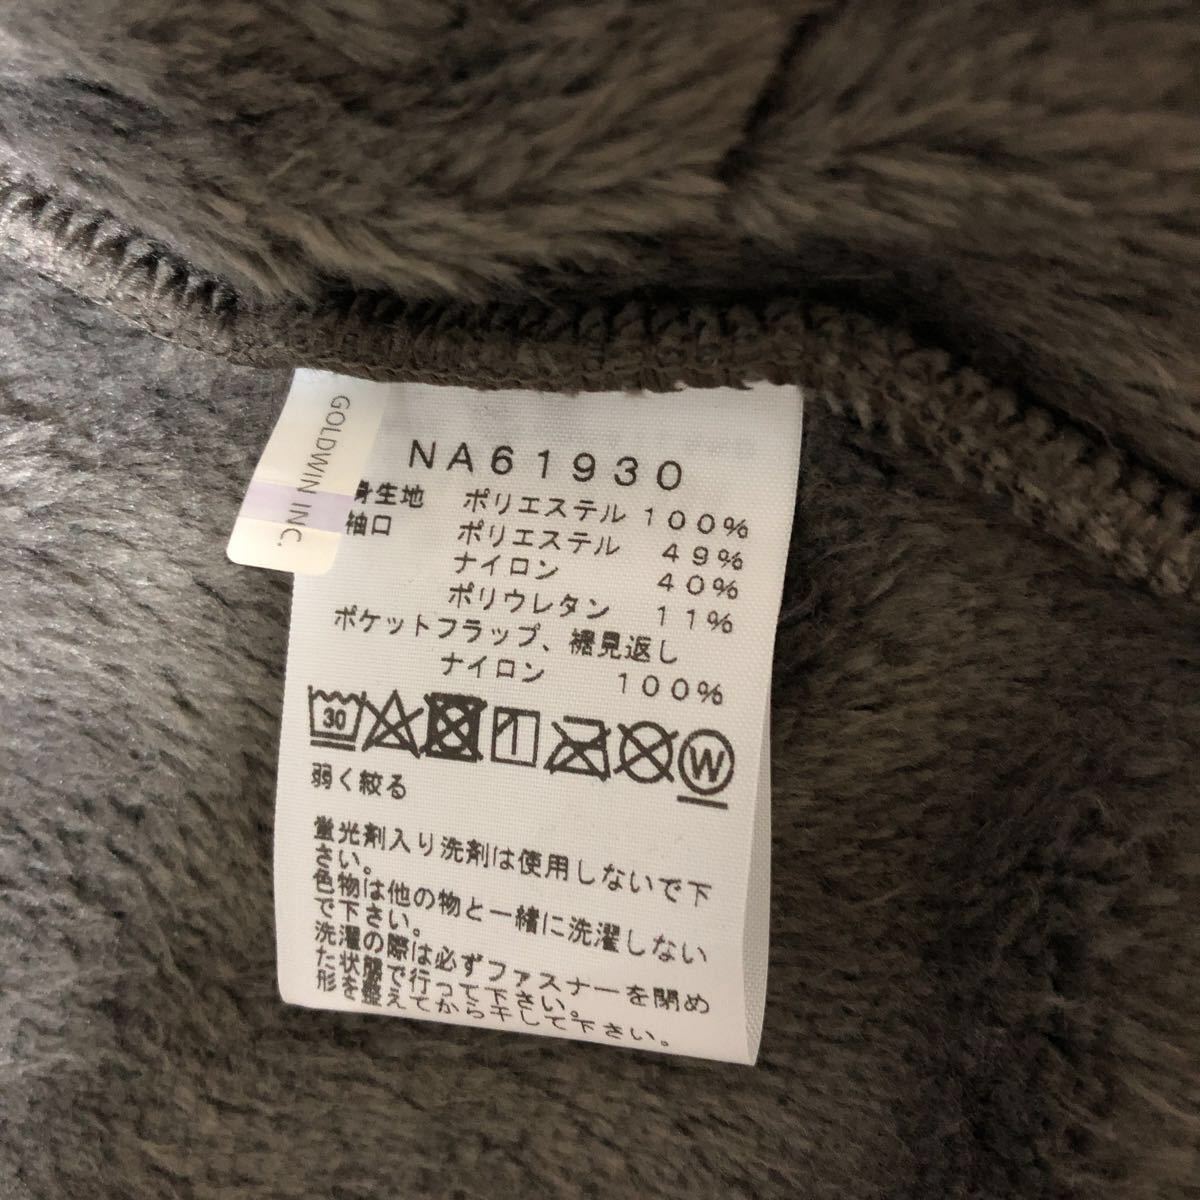 GOLDWIN INC.
NA61930
身生地 ポリエステル 100%
袖口 ポリエステル 49%
ナイロン 40%
ポリウレタン 11%
ポケットフラップ、裾見返し
ナイロン 100%
30
W
弱く絞る
蛍光剤入り洗剤は使用しないで下
さい。
色物は他の物と一緒に洗濯しない
で下さい。
洗濯の際は必ずファスナーを閉め
た状態で行って下さい。
形を整えてから干して下さい。